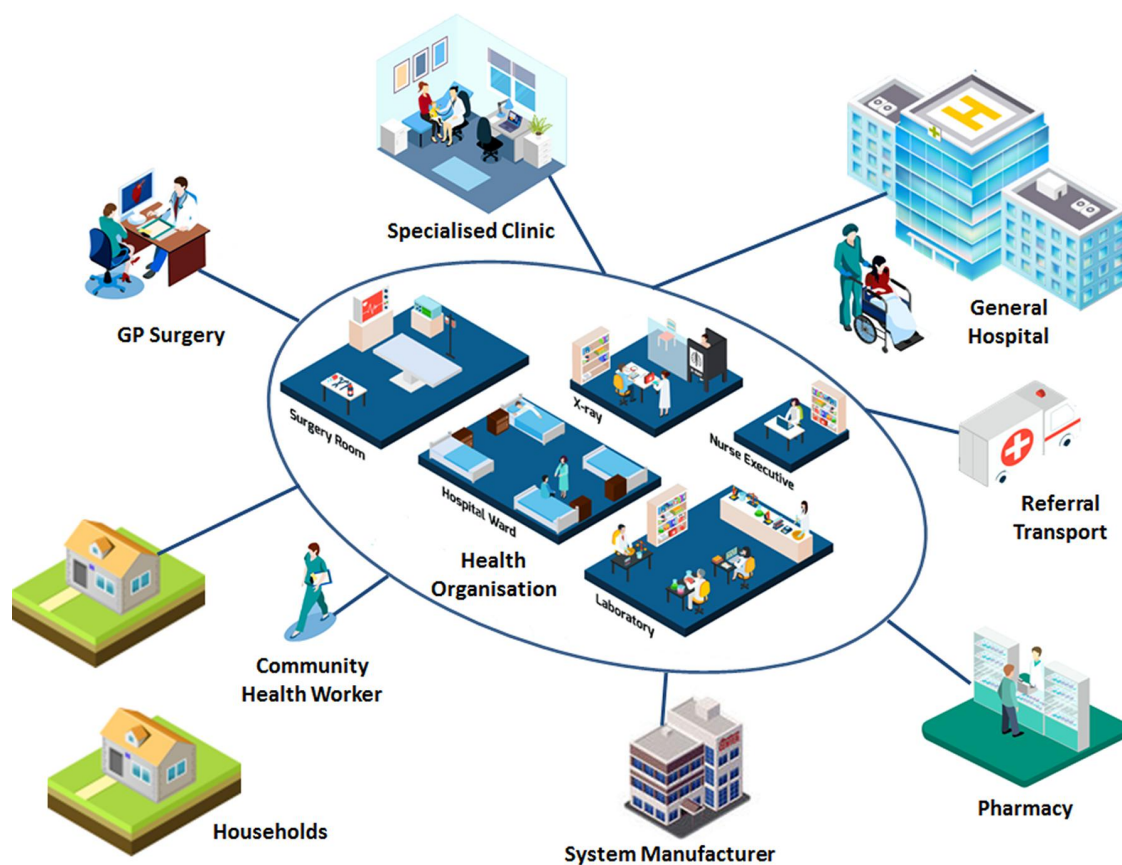 Specialised Clinic
GP Surgery
General
Hospital
H
Surgery Room
X-ray
Nurse Executive
Hospital Ward
Health
Organisation
Laboratory
Referral
Transport
Community
Health Worker
Households
System Manufacturer
Pharmacy